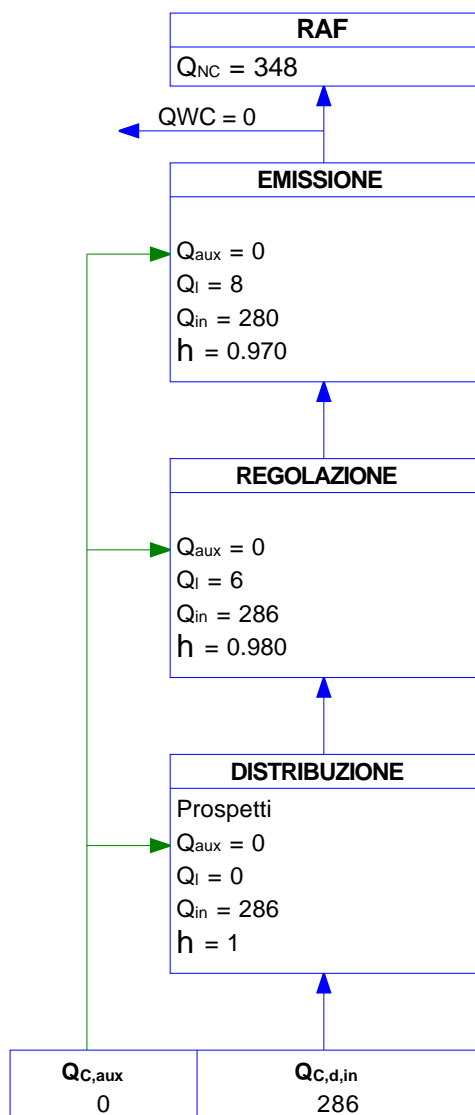 RAF
QNC = 348
QWC = 0
EMISSIONE
Qaux = 0
Ql = 8
Qin = 280
h = 0.970
REGOLAZIONE
Qaux = 0
Ql = 6
Qin = 286
h = 0.980
DISTRIBUZIONE
Prospetti
Qaux = 0
Ql = 0
Qin = 286
h = 1
QC,aux QC,d,in
0 286